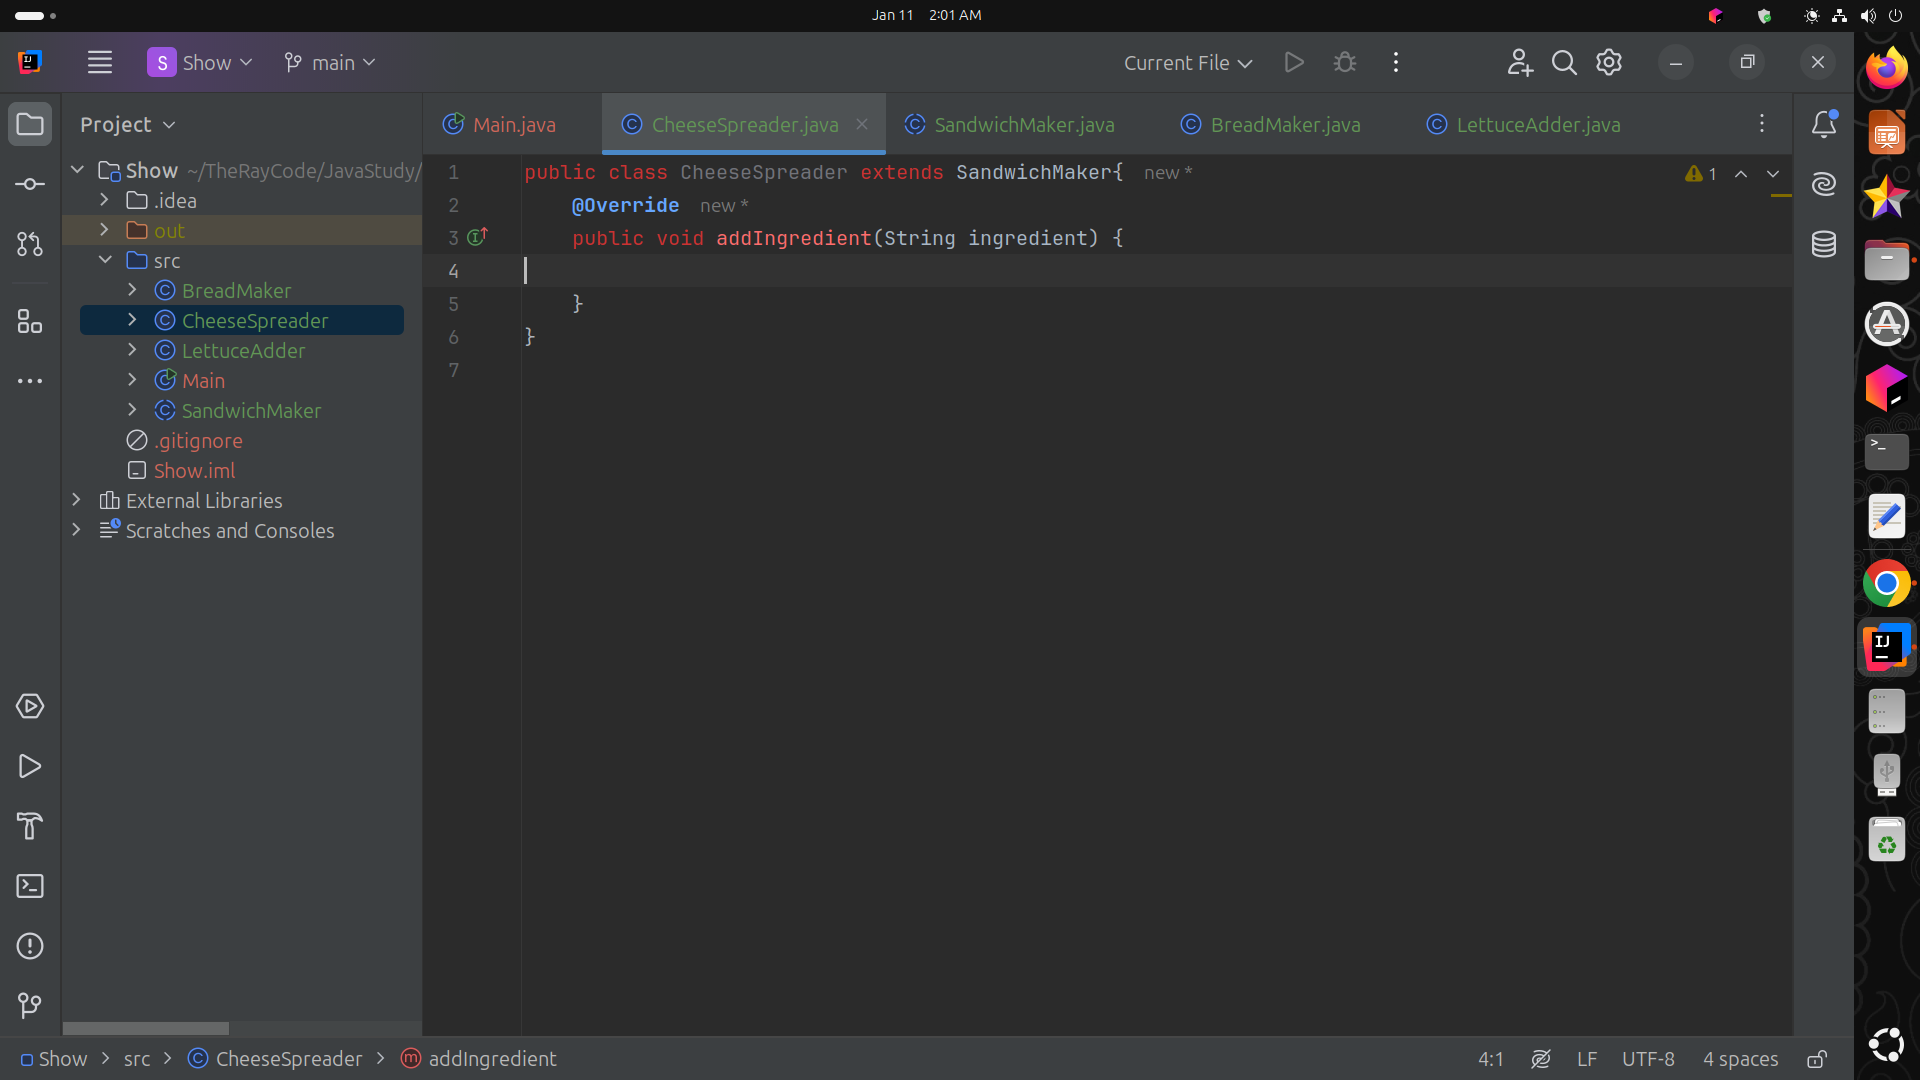 Jan 11 2:01 AM
S Show main Current File
Project
Main.java CheeseSpreader.java SandwichMaker.java BreadMaker.java LettuceAdder.java
Show ~/TheRayCode/JavaStudy/
.idea
out
src
BreadMaker
CheeseSpreader
LettuceAdder
Main
SandwichMaker
.gitignore
Show.iml
External Libraries
Scratches and Consoles
1 public class CheeseSpreader extends SandwichMaker{ new * 1
2 @Override new *
3 public void addIngredient(String ingredient) {
4
5 }
6 }
7
Show > src > CheeseSpreader > addIngredient 4:1 LF UTF-8 4 spaces